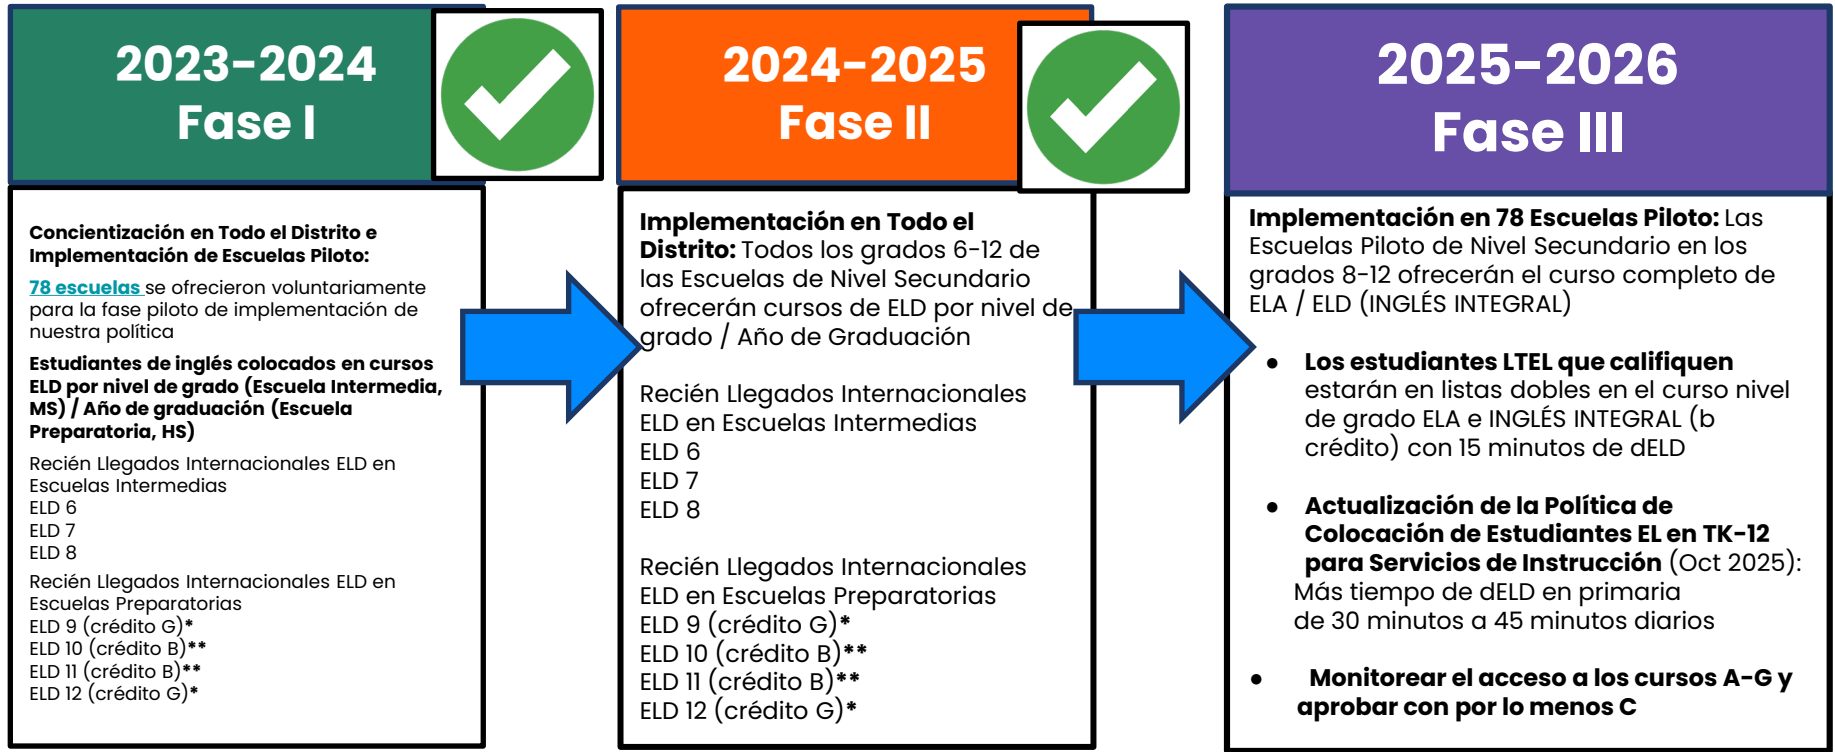 2023-2024
Fase I
Concientización en Todo el Distrito e
Implementación de Escuelas Piloto:
78 escuelas se ofrecieron voluntariamente
para la fase piloto de implementación de
nuestra política
Estudiantes de inglés colocados en cursos
ELD por nivel de grado (Escuela Intermedia,
MS) / Año de graduación (Escuela
Preparatoria, HS)
Recién Llegados Internacionales ELD en
Escuelas Intermedias
ELD 6
ELD 7
ELD 8
Recién Llegados Internacionales ELD en
Escuelas Preparatorias
ELD 9 (crédito G)*
ELD 10 (crédito B)**
ELD 11 (crédito B)**
ELD 12 (crédito G)*
2024-2025
Fase II
Implementación en Todo el
Distrito: Todos los grados 6-12 de
las Escuelas de Nivel Secundario
ofrecerán cursos de ELD por nivel de
grado / Año de Graduación
Recién Llegados Internacionales
ELD en Escuelas Intermedias
ELD 6
ELD 7
ELD 8
Recién Llegados Internacionales
ELD en Escuelas Preparatorias
ELD 9 (crédito G)*
ELD 10 (crédito B)**
ELD 11 (crédito B)**
ELD 12 (crédito G)*
2025-2026
Fase III
Implementación en 78 Escuelas Piloto: Las
Escuelas Piloto de Nivel Secundario en los
grados 8-12 ofrecerán el curso completo de
ELA / ELD (INGLÉS INTEGRAL)
● Los estudiantes LTEL que califiquen
estarán en listas dobles en el curso nivel
de grado ELA e INGLÉS INTEGRAL (b
crédito) con 15 minutos de dELD
● Actualización de la Política de
Colocación de Estudiantes EL en TK-12
para Servicios de Instrucción (Oct 2025):
Más tiempo de dELD en primaria
de 30 minutos a 45 minutos diarios
● Monitorear el acceso a los cursos A-G y
aprobar con por lo menos C